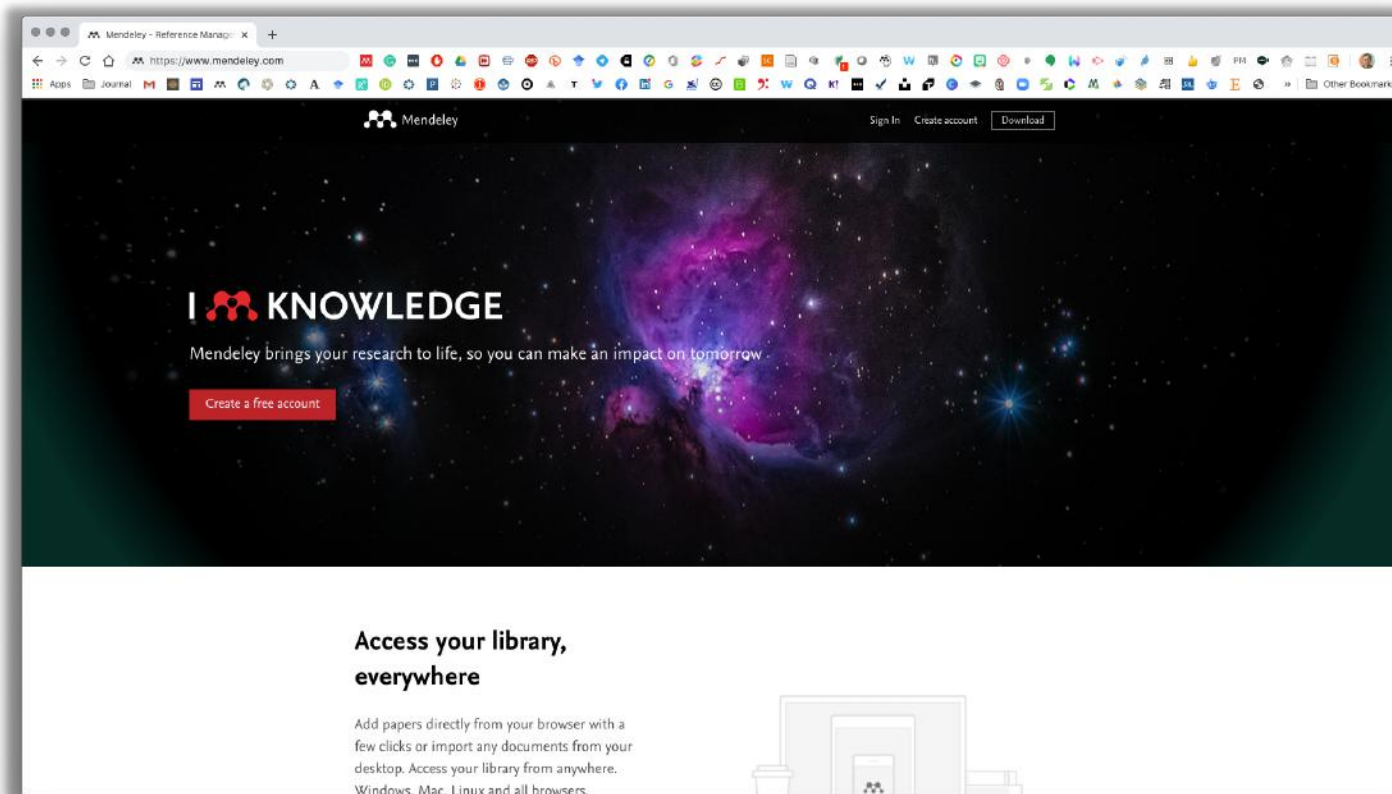 Mendeley - Reference Manage
https://www.mendeley.com
Apps
Journal
Other Bookmark
Mendeley
Sign In
Create account
Download
I KNOWLEDGE
Mendeley brings your research to life, so you can make an impact on tomorrow
Create a free account
Access your library,
everywhere
Add papers directly from your browser with a
few clicks or import any documents from your
desktop. Access your library from anywhere.
Windows, Mac, Linux and all browsers.